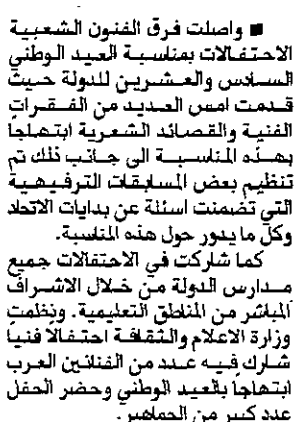 ■ واصلت فرق الفنون الشعبية
الاحتفالات بمناسبة العيد الوطني
السادس والعشرين للدولة حيث
قدمت امس العديد من الفقرات
الفنية والقصائد الشعرية ابتهاجا
بهذه المناسبة الى جانب ذلك تم
تنظيم بعض المسابقات الترفيهية
التي تضمنت اسئلة عن بدايات الاتحاد
وكل ما يدور حول هذه المناسبة.
كما شاركت في الاحتفالات جميع
مدارس الدولة من خلال الاشراف
المباشر من المناطق التعليمية. ونظمت
وزارة الاعلام والثقافة احتفالا فنيا
شارك فيه عدد من الفنانين العرب
ابتهاجا بالعيد الوطني وحضر الحفل
عدد كبير من الجماهير.